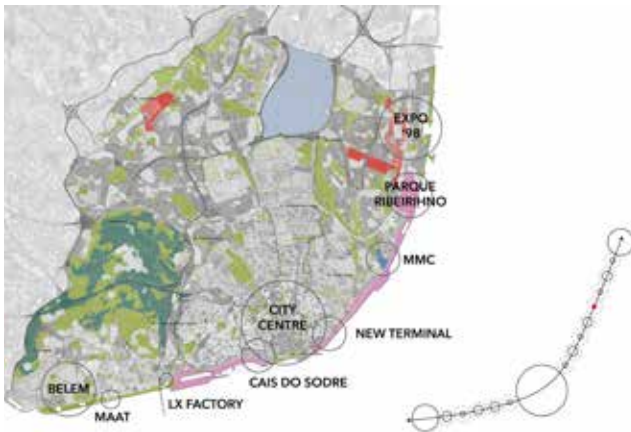 EXPO
'98
PARQUE
RIBEIRIHNO
MMC
CITY
CENTRE
NEW TERMINAL
CAIS DO SODRE
BELEM
LX FACTORY
MAAT